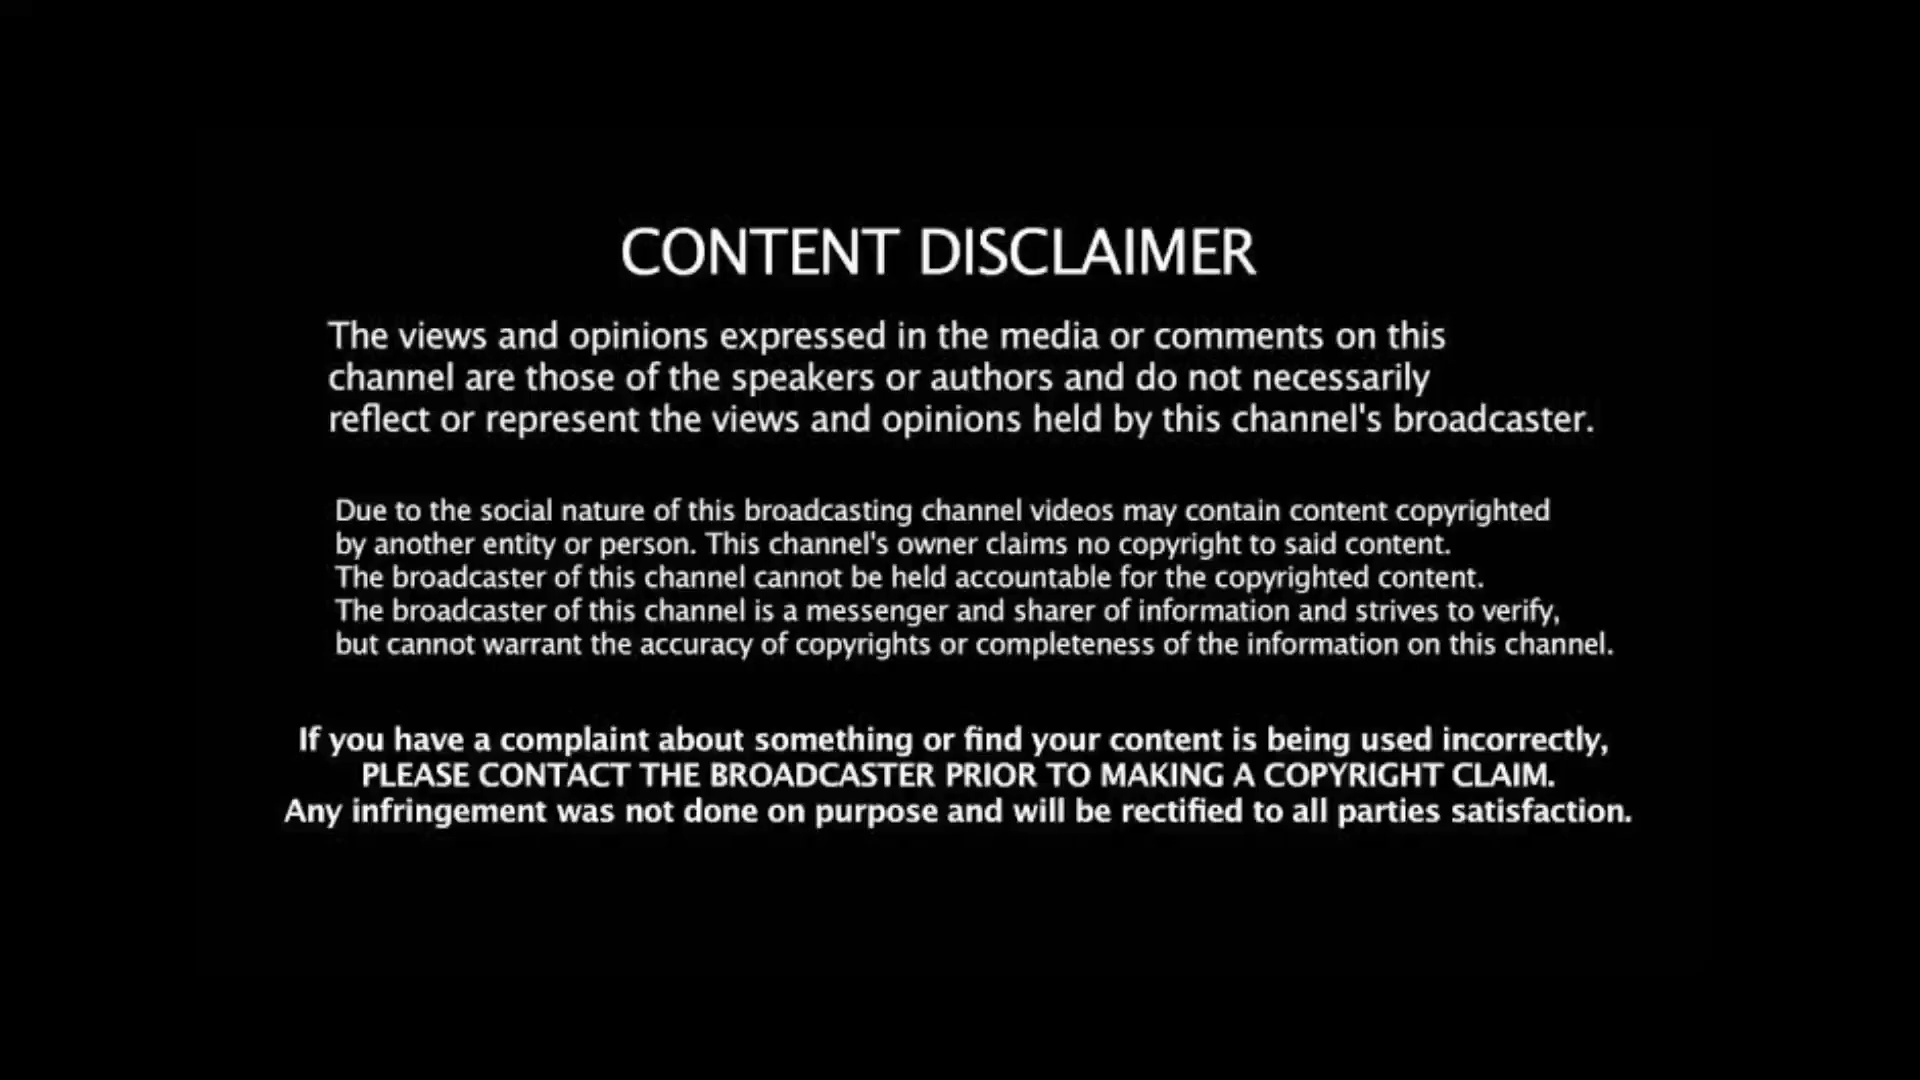 CONTENT DISCLAIMER
The views and opinions expressed in the media or comments on this
channel are those of the speakers or authors and do not necessarily
reflect or represent the views and opinions held by this channel's broadcaster.
Due to the social nature of this broadcasting channel videos may contain content copyrighted
by another entity or person. This channel's owner claims no copyright to said content.
The broadcaster of this channel cannot be held accountable for the copyrighted content.
The broadcaster of this channel is a messenger and sharer of information and strives to verify,
but cannot warrant the accuracy of copyrights or completeness of the information on this channel.
If you have a complaint about something or find your content is being used incorrectly,
PLEASE CONTACT THE BROADCASTER PRIOR TO MAKING A COPYRIGHT CLAIM.
Any infringement was not done on purpose and will be rectified to all parties satisfaction.